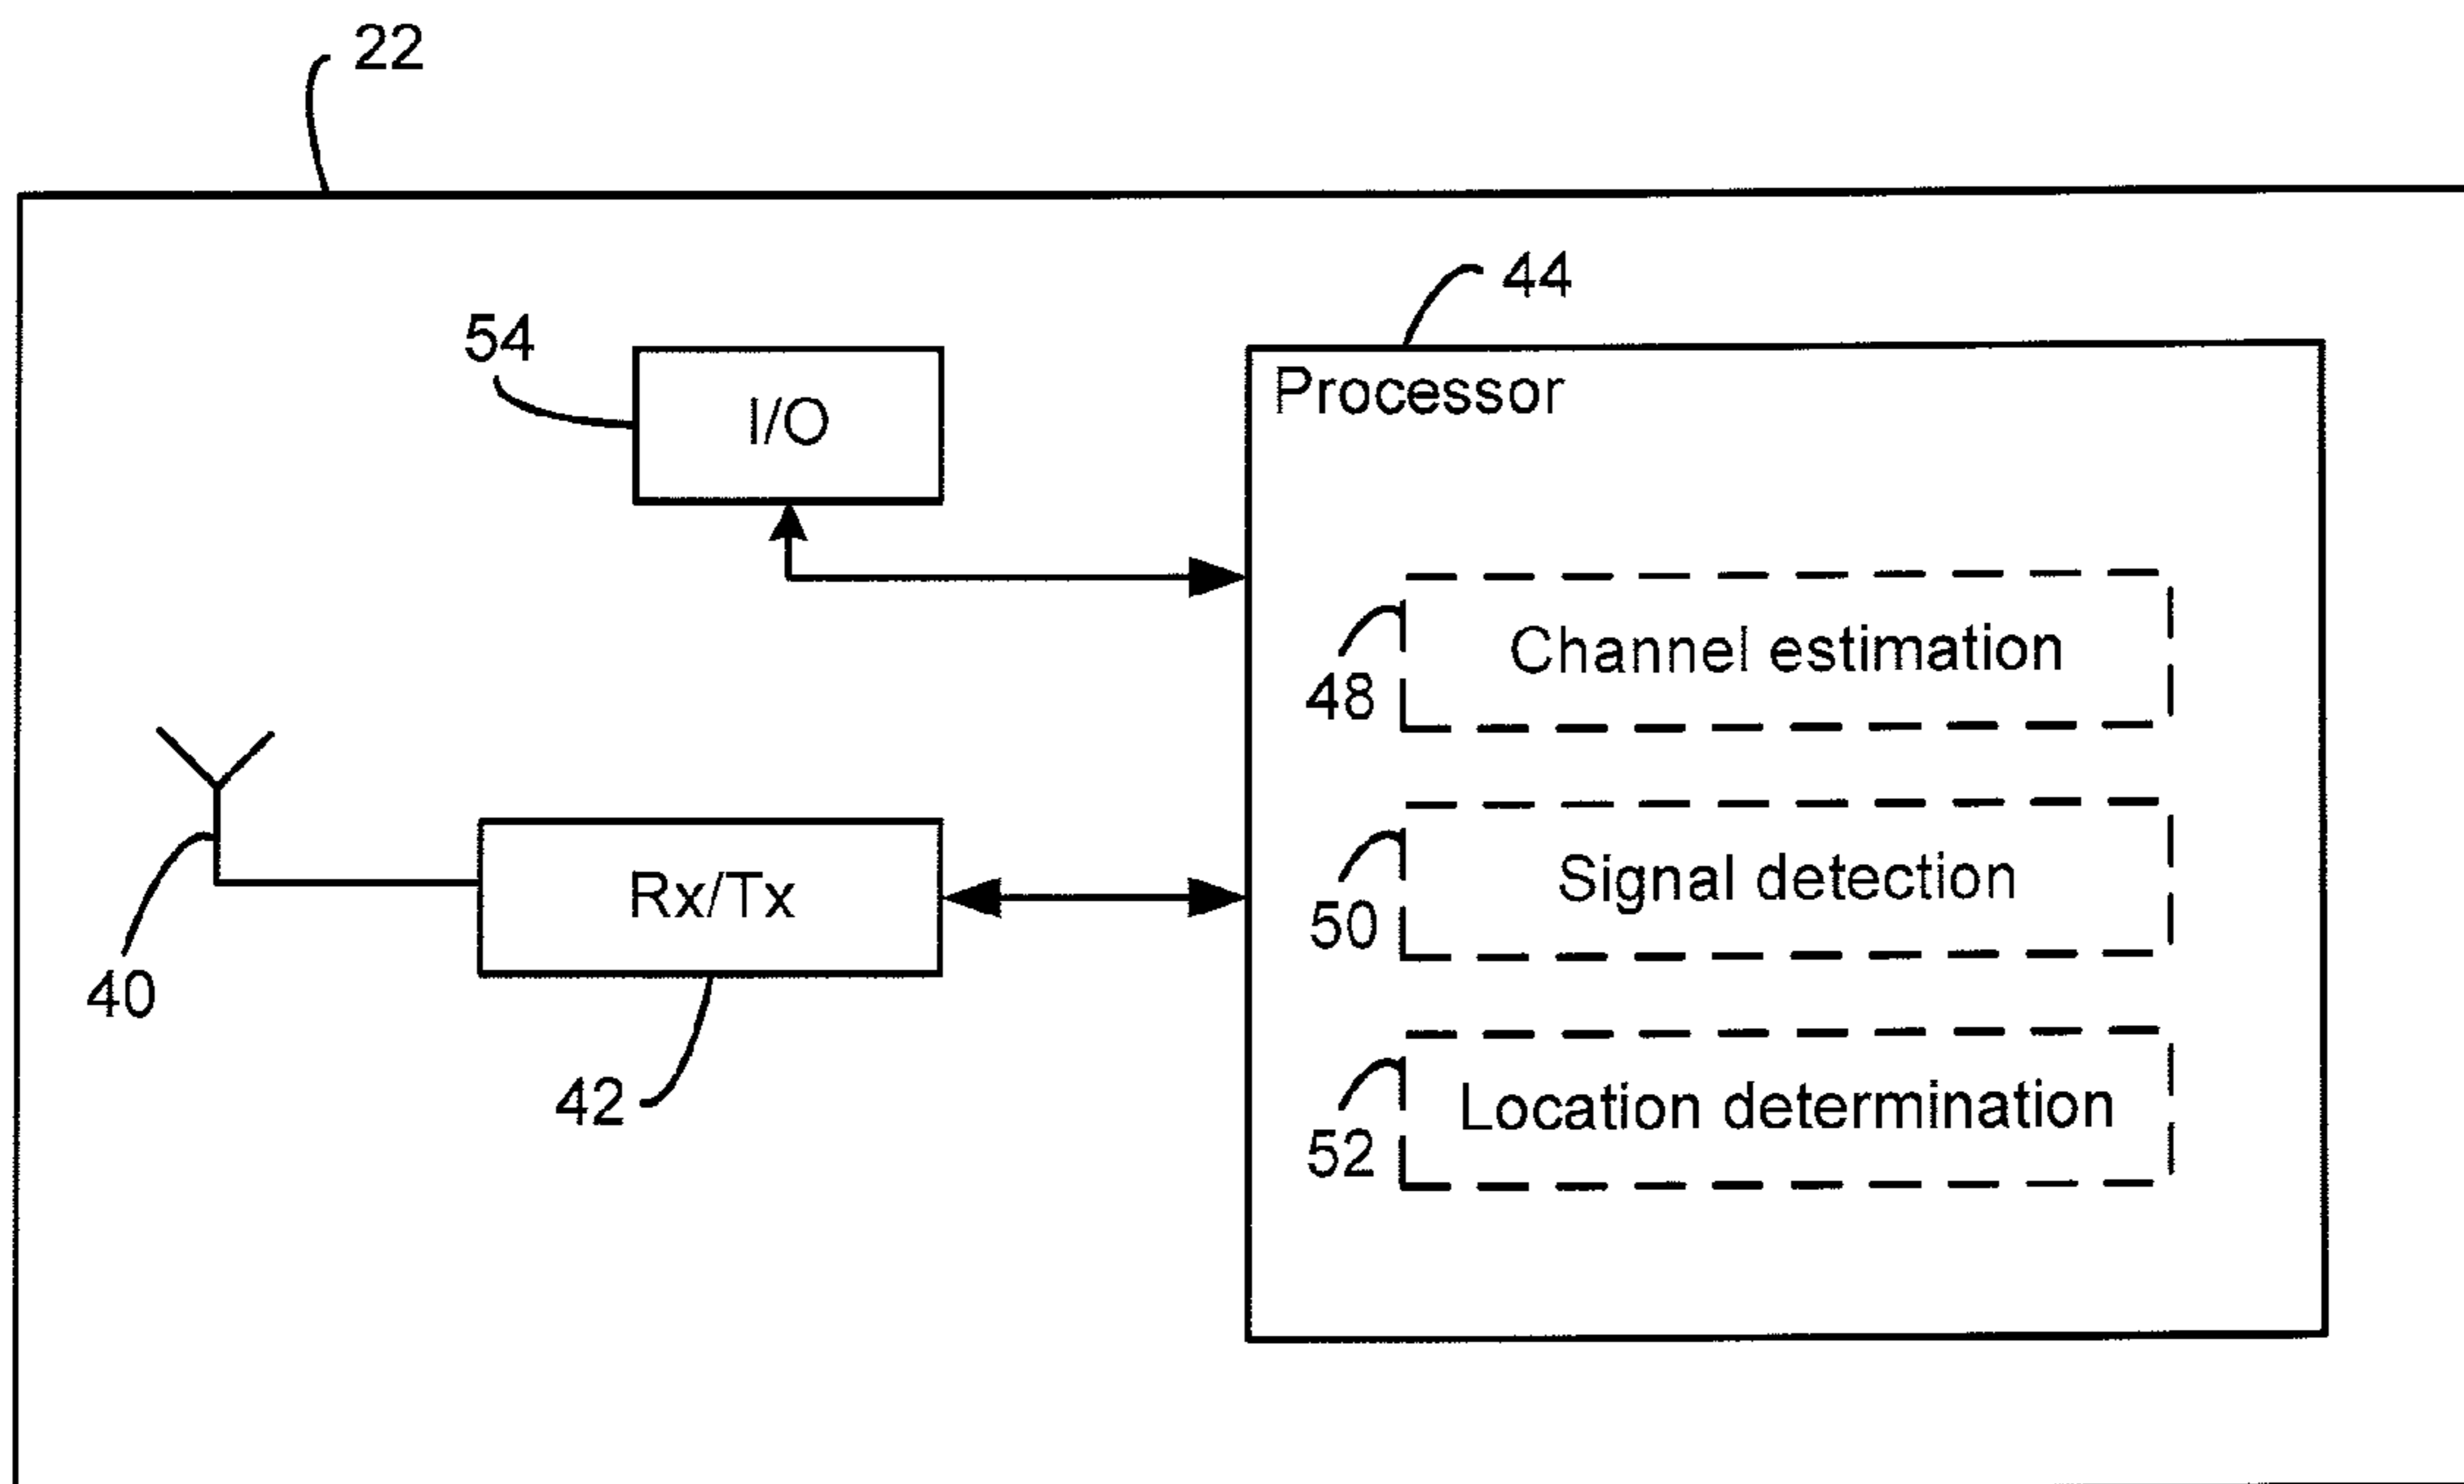 22
44
54
I/O
Processor
Channel estimation
48
Signal detection
Rx/Tx
50
40
Location determination
42
52